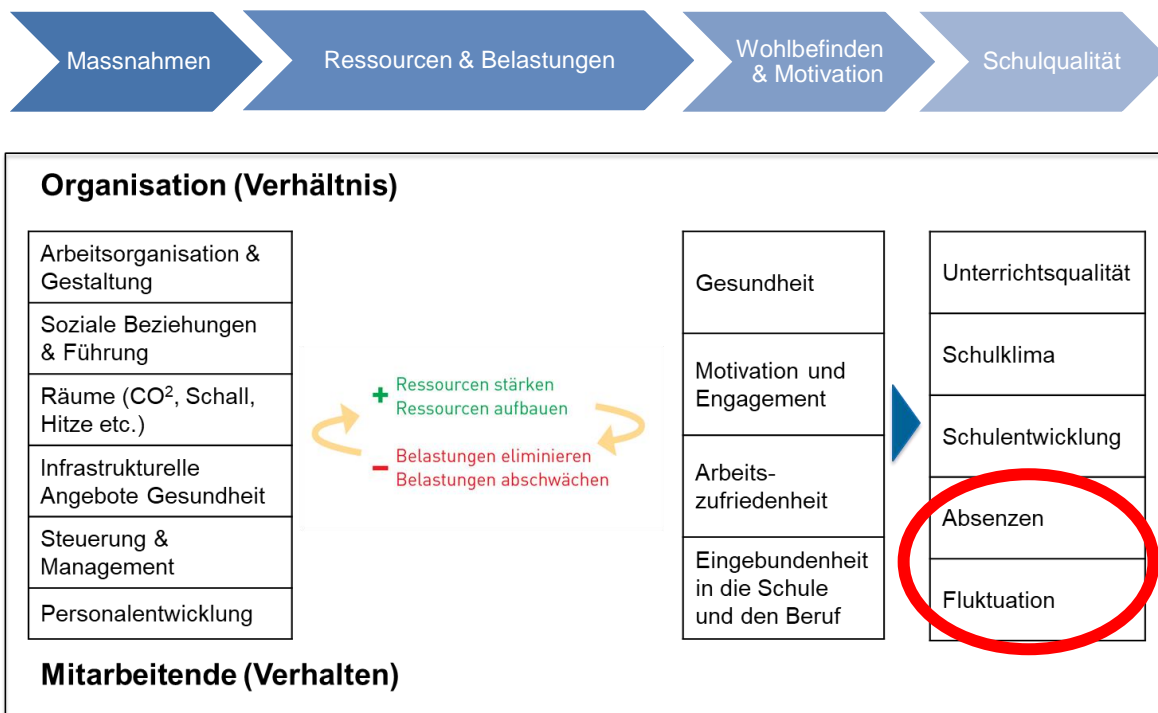 Massnahmen
Ressourcen & Belastungen
Wohlbefinden
& Motivation
Schulqualität
Organisation (Verhältnis)
Arbeitsorganisation &
Gestaltung
Soziale Beziehungen
& Führung
Räume (CO², Schall,
Hitze etc.)
Infrastrukturelle
Angebote Gesundheit
Steuerung &
Management
Personalentwicklung
+ Ressourcen stärken
Ressourcen aufbauen
– Belastungen eliminieren
Belastungen abschwächen
Gesundheit
Motivation und
Engagement
Arbeits-
zufriedenheit
Eingebundenheit
in die Schule
und den Beruf
Unterrichtsqualität
Schulklima
Schulentwicklung
Absenzen
Fluktuation
Mitarbeitende (Verhalten)